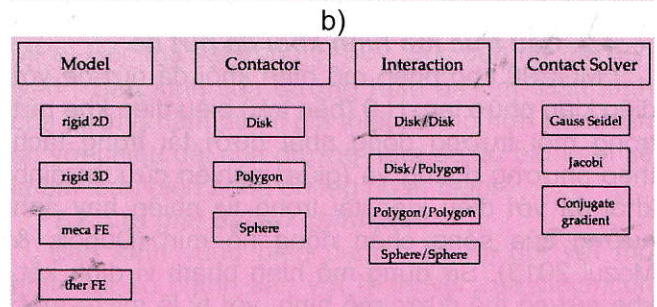 b)
Model
Contactor
Interaction
Contact Solver
rigid 2D
rigid 3D
meca FE
ther FE
Disk
Polygon
Sphere
Disk/Disk
Disk/Polygon
Polygon/Polygon
Sphere/Sphere
Gauss Seidel
Jacobi
Conjugate
gradient